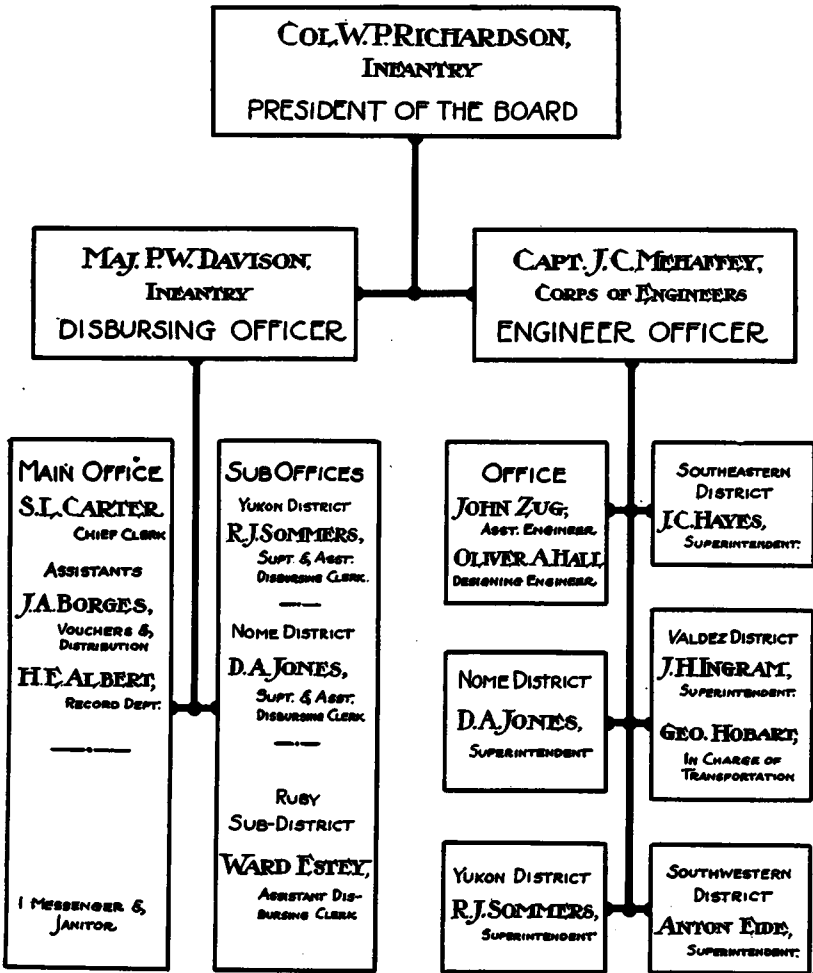 COL. W. P. RICHARDSON,
INFANTRY
PRESIDENT OF THE BOARD
MAJ. P. W. DAVISON,
INFANTRY
DISBURSING OFFICER
CAPT. J. C. MEHAFFEY,
CORPS OF ENGINEERS
ENGINEER OFFICER
MAIN OFFICE
S. L. CARTER
CHIEF CLERK
ASSISTANTS
J. A. BORGES,
VOUCHERS &
DISTRIBUTION
H. E. ALBERT,
RECORD DEPT.
1 MESSENGER &
JANITOR
SUB OFFICES
YUKON DISTRICT
R. J. SOMMERS,
SUPT. & ASST.
DISBURSING CLERK.
NOME DISTRICT
D. A. JONES,
SUPT. & ASST.
DISBURSING CLERK
RUBY
SUB-DISTRICT
WARD ESTEY,
ASSISTANT DIS-
BURSING CLERK
OFFICE
JOHN ZUG,
ASST. ENGINEER
OLIVER A. HALL
DESIGNING ENGINEER
SOUTHEASTERN
DISTRICT
J. C. HAYES,
SUPERINTENDENT.
NOME DISTRICT
D. A. JONES,
SUPERINTENDENT
VALDEZ DISTRICT
J. H. INGRAM,
SUPERINTENDENT.
GEO. HOBART,
IN CHARGE OF
TRANSPORTATION
YUKON DISTRICT
R. J. SOMMERS,
SUPERINTENDENT
SOUTHWESTERN
DISTRICT
ANTON EIDE,
SUPERINTENDENT.